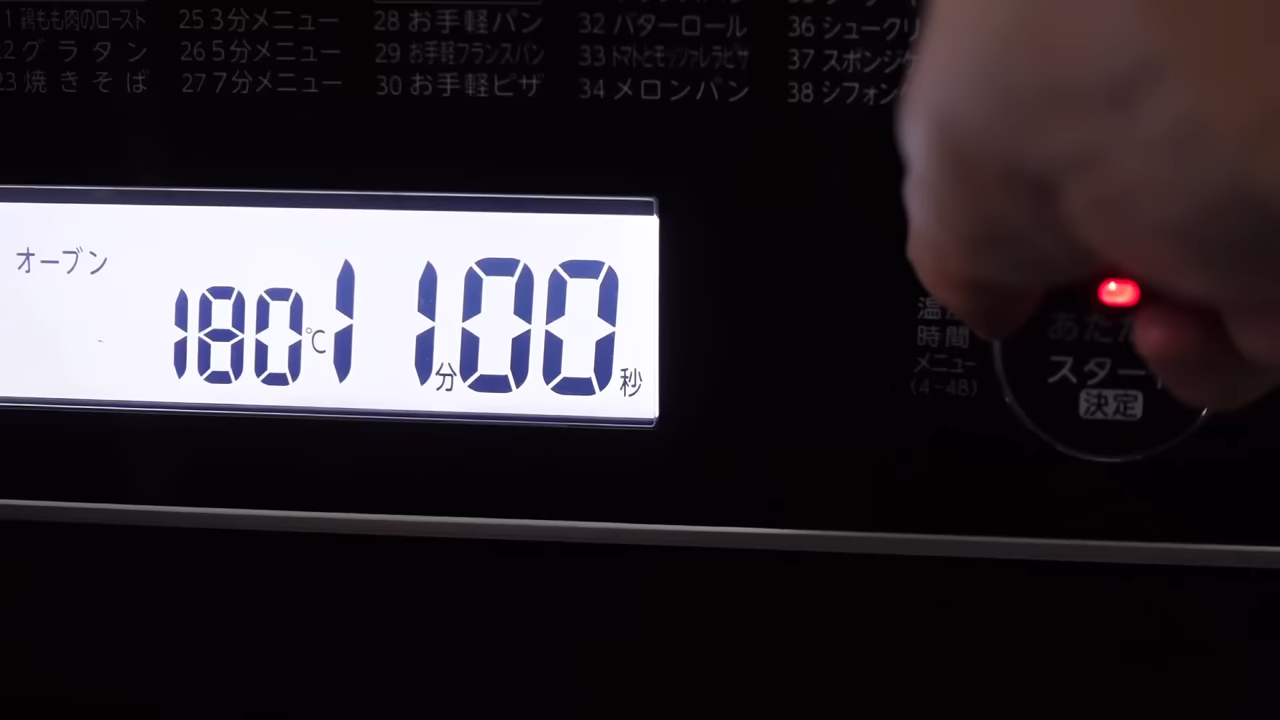 鶏もも肉のロースト 25 3分メニュー 28 お手軽パン 32 バターロール 36 シュークリ
グラタン 26 5分メニュー 29 お手軽フランスパン 33 トマトとモッツァレラピザ 37 スポンジ
焼きそば 27 7分メニュー 30 お手軽ピザ 34 メロンパン 38 シフォン
オーブン
180℃ 11分00秒
温
時間
メニュー
(4-48)
あたた
スター
決定